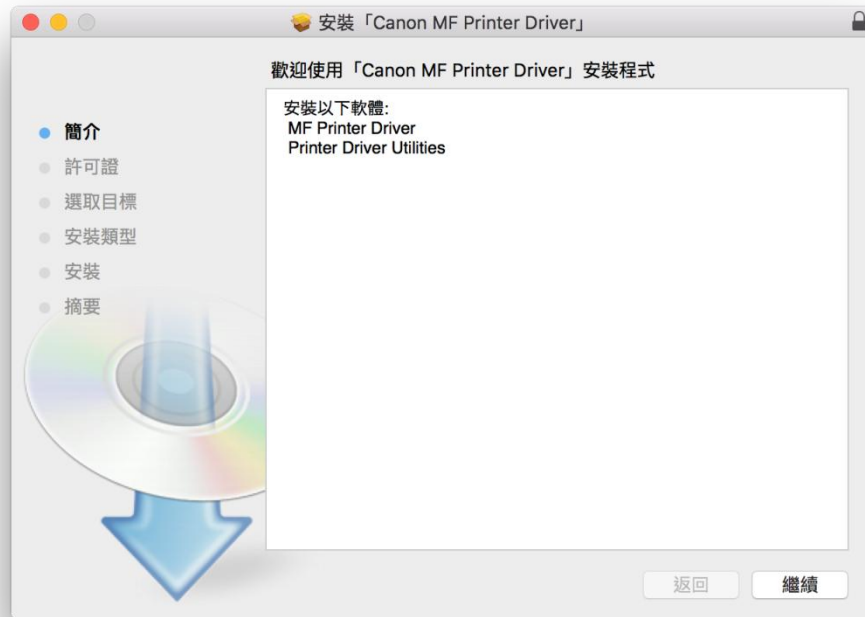 安裝「Canon MF Printer Driver」
歡迎使用「Canon MF Printer Driver」安裝程式
簡介
許可證
選取目標
安裝類型
安裝
摘要
安裝以下軟體:
MF Printer Driver
Printer Driver Utilities
返回
繼續